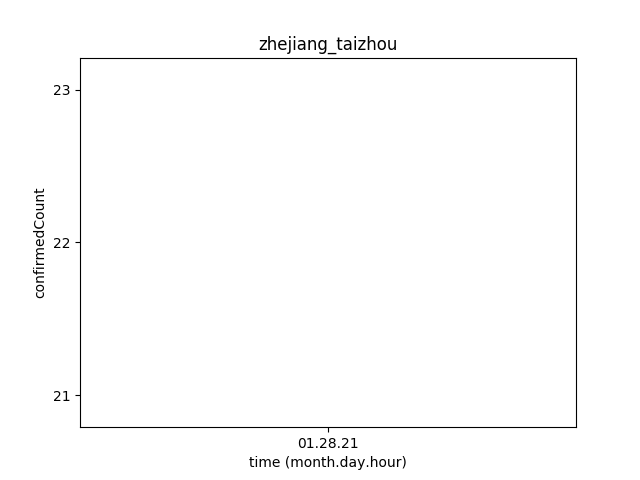 zhejiang_taizhou
23
22
21
confirmedCount
01.28.21
time (month.day.hour)